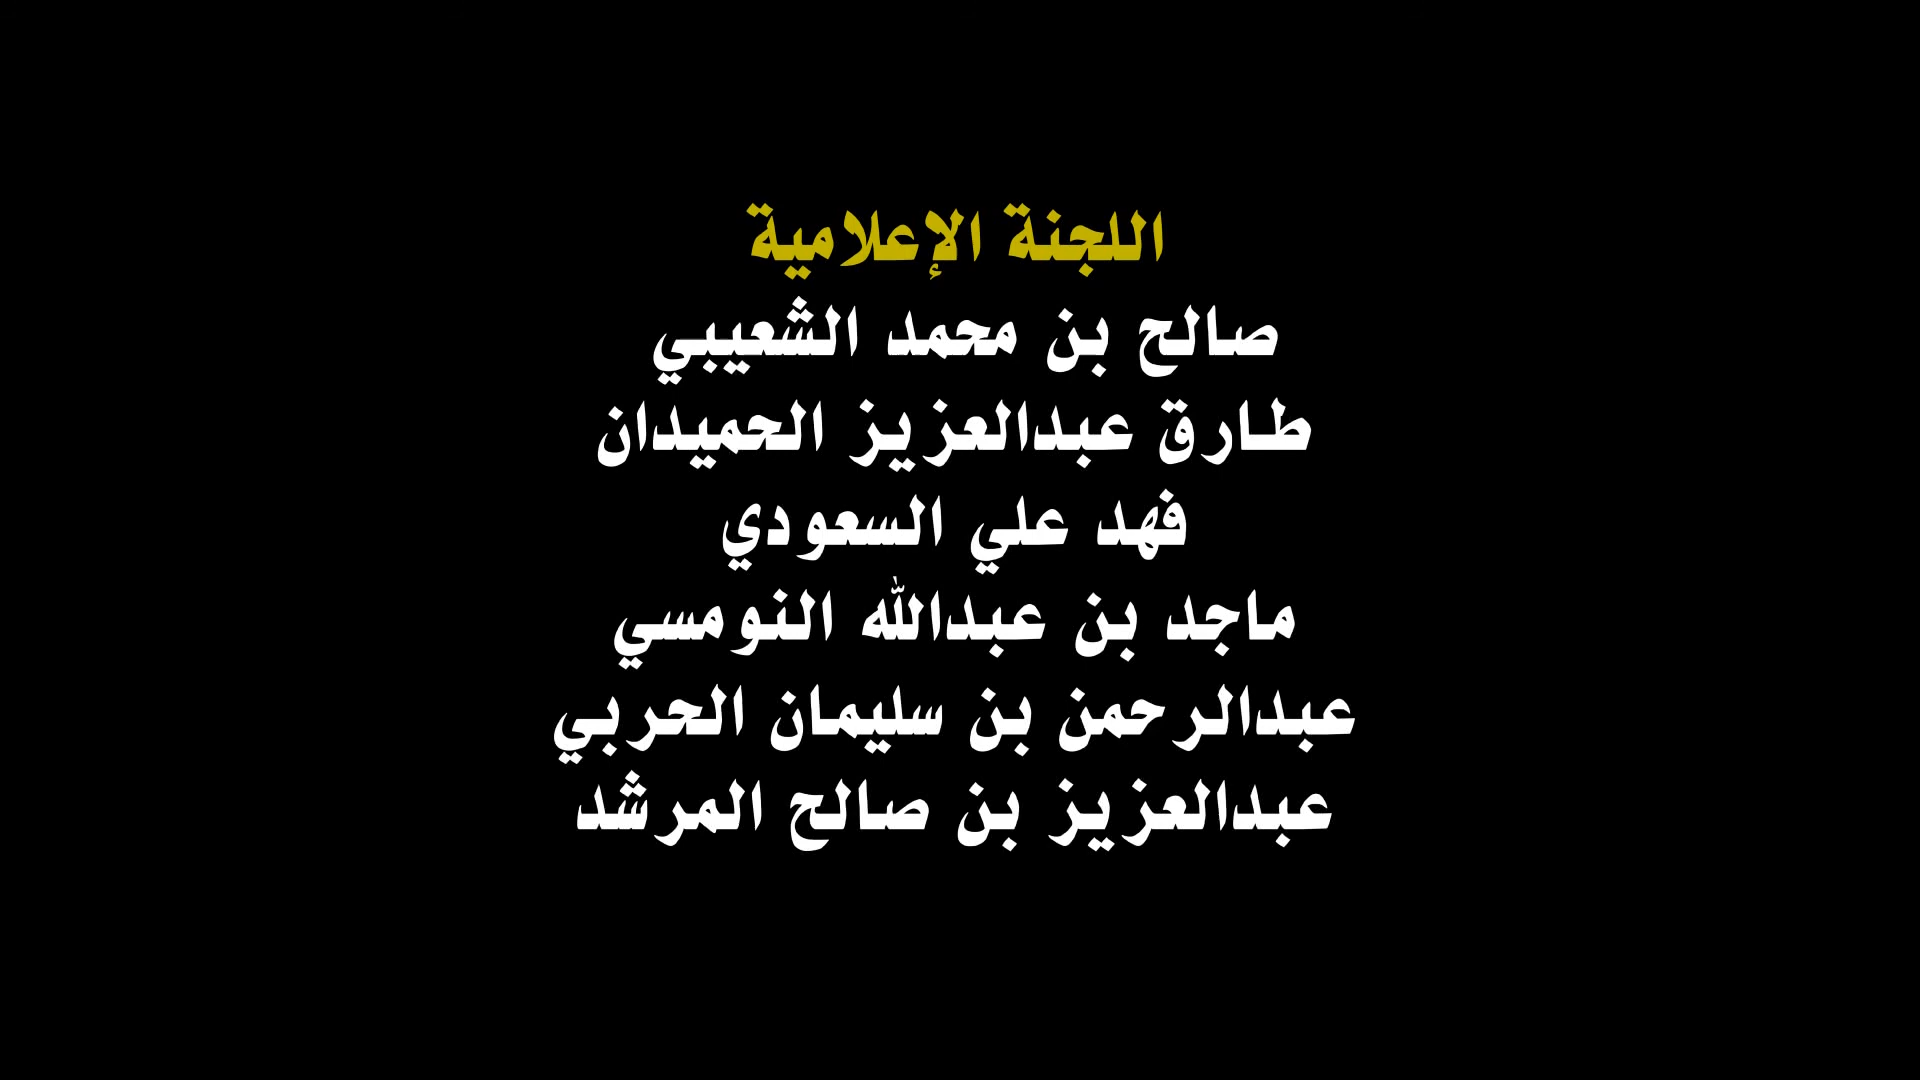 اللجنة الإعلامية
صالح بن محمد الشعيبي
طارق عبدالعزيز الحميدان
فهد علي السعودي
ماجد بن عبدالله النومسي
عبدالرحمن بن سليمان الحربي
عبدالعزيز بن صالح المرشد